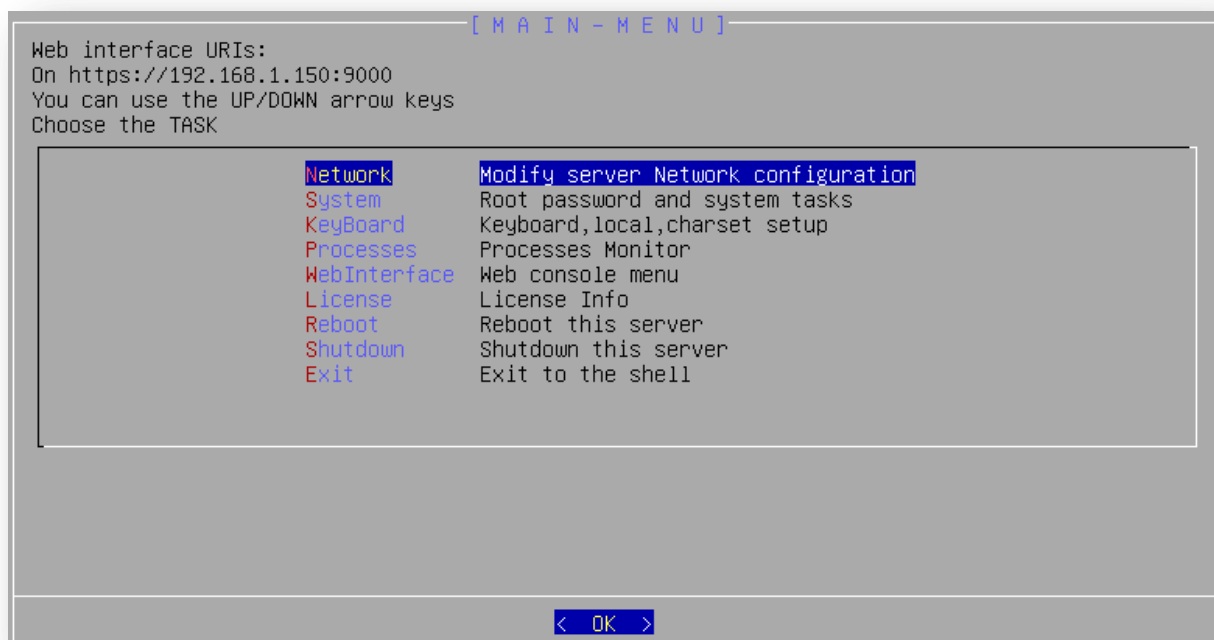 [ M A I N - M E N U ]
Web interface URIs:
On https://192.168.1.150:9000
You can use the UP/DOWN arrow keys
Choose the TASK
Network Modify server Network configuration
System Root password and system tasks
KeyBoard Keyboard,local,charset setup
Processes Processes Monitor
WebInterface Web console menu
License License Info
Reboot Reboot this server
Shutdown Shutdown this server
Exit Exit to the shell
< OK >